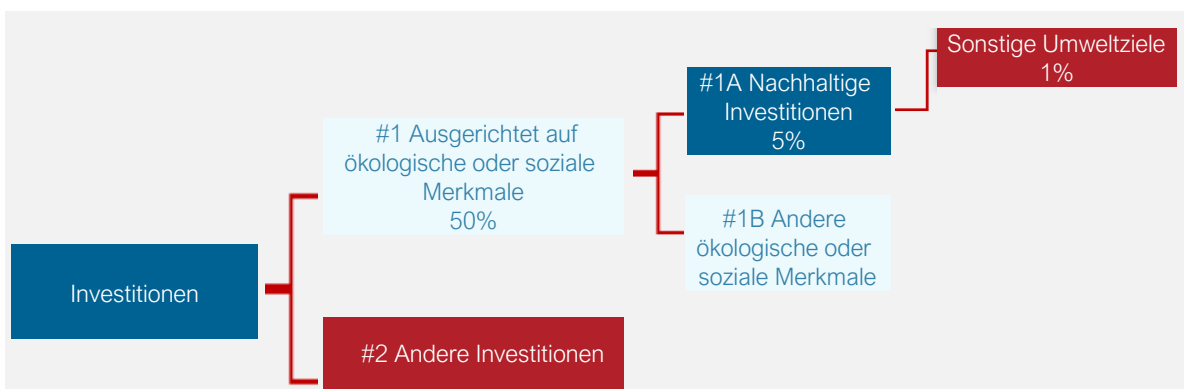 Investitionen
#1 Ausgerichtet auf
ökologische oder soziale
Merkmale
50%
#2 Andere Investitionen
#1A Nachhaltige
Investitionen
5%
#1B Andere
ökologische oder
soziale Merkmale
Sonstige Umweltziele
1%